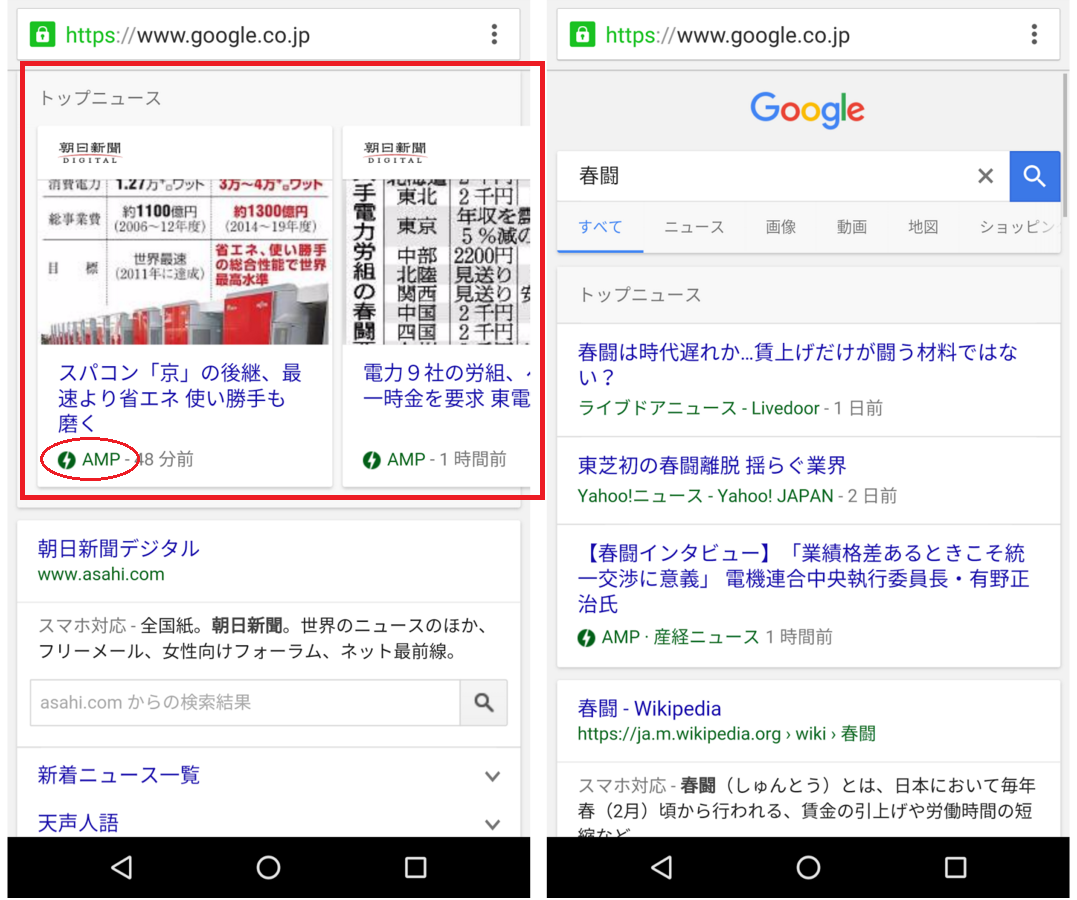 https://www.google.co.jp
トップニュース
朝日新聞
DIGITAL
消費電力
1.27万キロワット
3万〜4万キロワット
総事業費
約1100億円
(2006〜12年度)
約1300億円
(2014〜19年度)
目 標
世界最速
(2011年に達成)
省エネ、使い勝手
の総合性能で世界
最高水準
スパコン「京」の後継、最
速より省エネ 使い勝手も
磨く
AMP - 48 分前
朝日新聞
DIGITAL
手電力労組の春闘
北海道 2千円
東北 2千円
東京 年収を
5%減の
中部 2200円
北陸 見送り
関西 見送り
中国 2千円
四国 2千円
電力９社の労組、
一時金を要求 東電
AMP - 1 時間前
朝日新聞デジタル
www.asahi.com
スマホ対応 - 全国紙。朝日新聞。世界のニュースのほか、
フリーメール、女性向けフォーラム、ネット最前線。
asahi.com からの検索結果
新着ニュース一覧
天声人語
https://www.google.co.jp
Google
春闘
すべて ニュース 画像 動画 地図 ショッピン
トップニュース
春闘は時代遅れか…賃上げだけが闘う材料ではな
い？
ライブドアニュース - Livedoor - 1 日前
東芝初の春闘離脱 揺らぐ業界
Yahoo!ニュース - Yahoo! JAPAN - 2 日前
【春闘インタビュー】「業績格差あるときこそ統
一交渉に意義」 電機連合中央執行委員長・有野正
治氏
AMP · 産経ニュース 1 時間前
春闘 - Wikipedia
https://ja.m.wikipedia.org › wiki › 春闘
スマホ対応 - 春闘（しゅんとう）とは、日本において毎年
春（2月）頃から行われる、賃金の引上げや労働時間の短
縮など